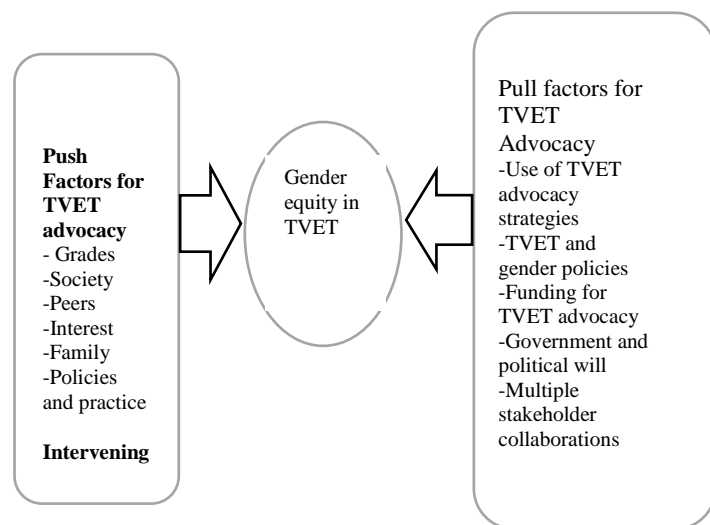 Push
Factors for
TVET
advocacy
- Grades
-Society
-Peers
-Interest
-Family
-Policies
and practice
Intervening
Gender
equity in
TVET
Pull factors for
TVET
Advocacy
-Use of TVET
advocacy
strategies
-TVET and
gender policies
-Funding for
TVET advocacy
-Government and
political will
-Multiple
stakeholder
collaborations